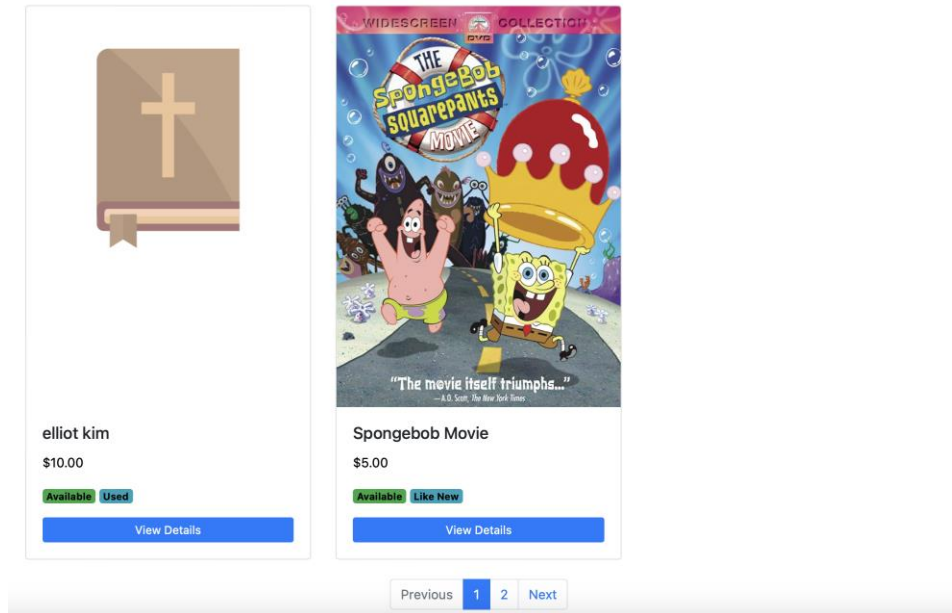 WIDESCREEN DVD COLLECTION
THE
SpongeBob
SQUAREPANTS
MOVIE
“The movie itself triumphs...”
—A.O. Scott, The New York Times
elliot kim
$10.00
Available Used
View Details
Spongebob Movie
$5.00
Available Like New
View Details
Previous 1 2 Next